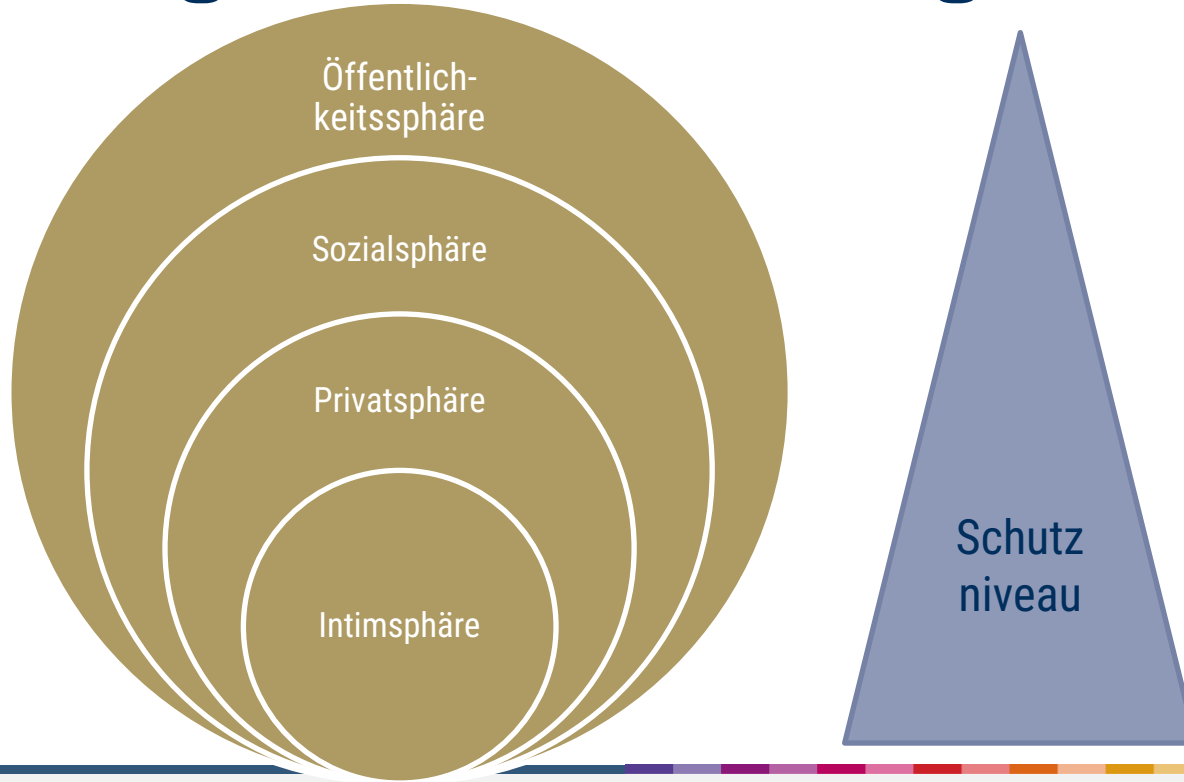 Öffentlich-
keitssphäre
Sozialsphäre
Privatsphäre
Intimsphäre
Schutz
niveau